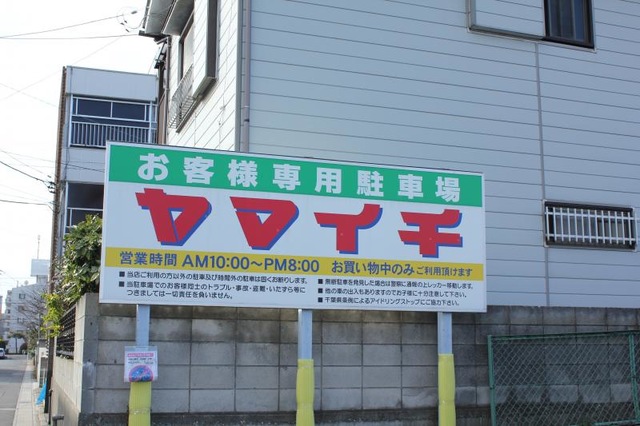 お客様専用駐車場
ヤマイチ
営業時間 AM10:00〜PM8:00 お買い物中のみご利用頂けます
●当店ご利用の方以外の駐車及び時間外の駐車は固くお断りします。
●当駐車場でのお客様同士のトラブル・事故・盗難・いたずら等に
つきましては一切責任を負いません。
●無断駐車を発見した場合は警察に通報の上レッカー移動します。
●他の車の出入もありますのでお子様に十分注意して下さい。
●千葉県条例によるアイドリングストップにご協力下さい。